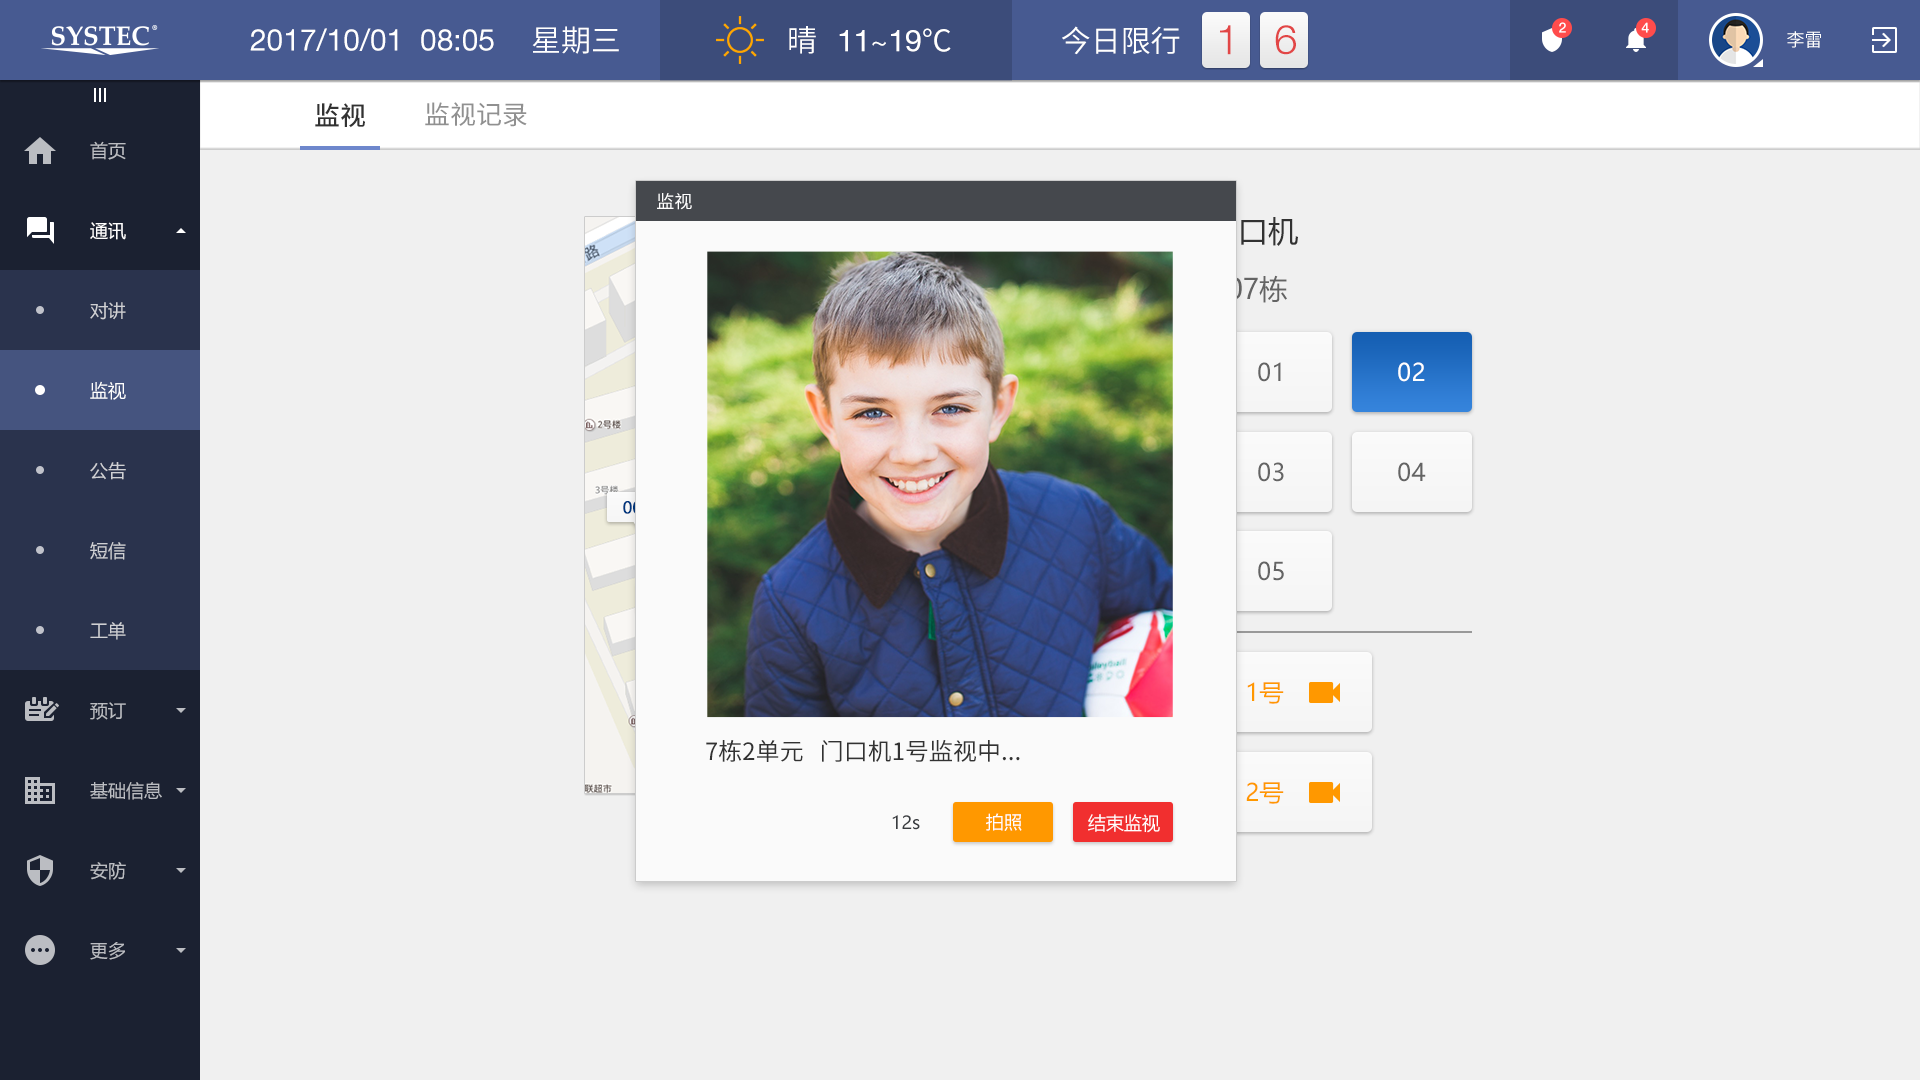 SYSTEC®
2017/10/01 08:05 星期三
晴 11~19℃
今日限行 1 6
2
4
李雷
首页
通讯
对讲
监视
公告
短信
工单
预订
基础信息
安防
更多
监视 监视记录
监视
路
2号楼
3号楼
联超市
7栋2单元 门口机1号监视中...
12s 拍照 结束监视
口机
07栋
01 02
03 04
05
1号
2号